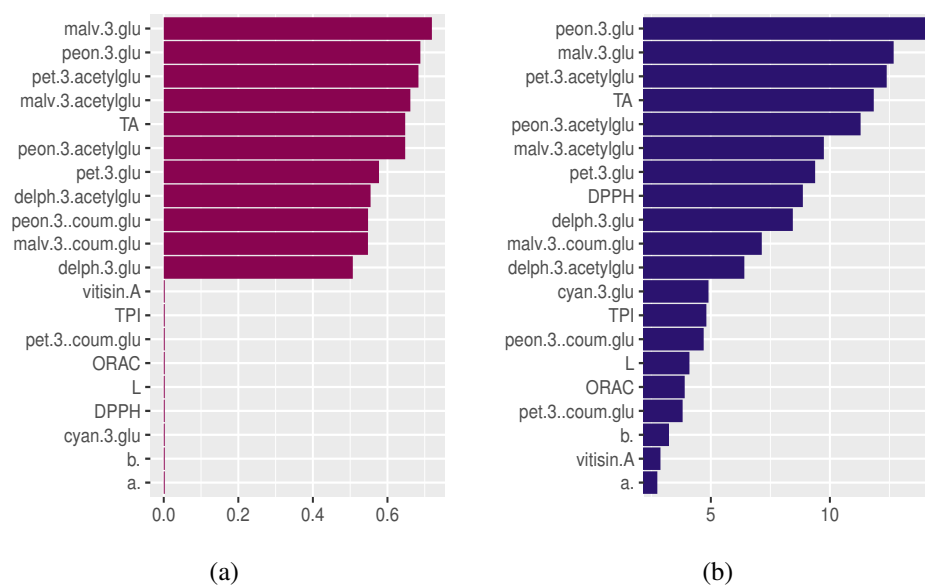 malv.3.glu
peon.3.glu
pet.3.acetylglu
malv.3.acetylglu
TA
peon.3.acetylglu
pet.3.glu
delph.3.acetylglu
peon.3..coum.glu
malv.3..coum.glu
delph.3.glu
vitisin.A
TPI
pet.3..coum.glu
ORAC
L
DPPH
cyan.3.glu
b.
a.
0.0 0.2 0.4 0.6
(a)
peon.3.glu
malv.3.glu
pet.3.acetylglu
TA
peon.3.acetylglu
malv.3.acetylglu
pet.3.glu
DPPH
delph.3.glu
malv.3..coum.glu
delph.3.acetylglu
cyan.3.glu
TPI
peon.3..coum.glu
L
ORAC
pet.3..coum.glu
b.
vitisin.A
a.
5 10
(b)